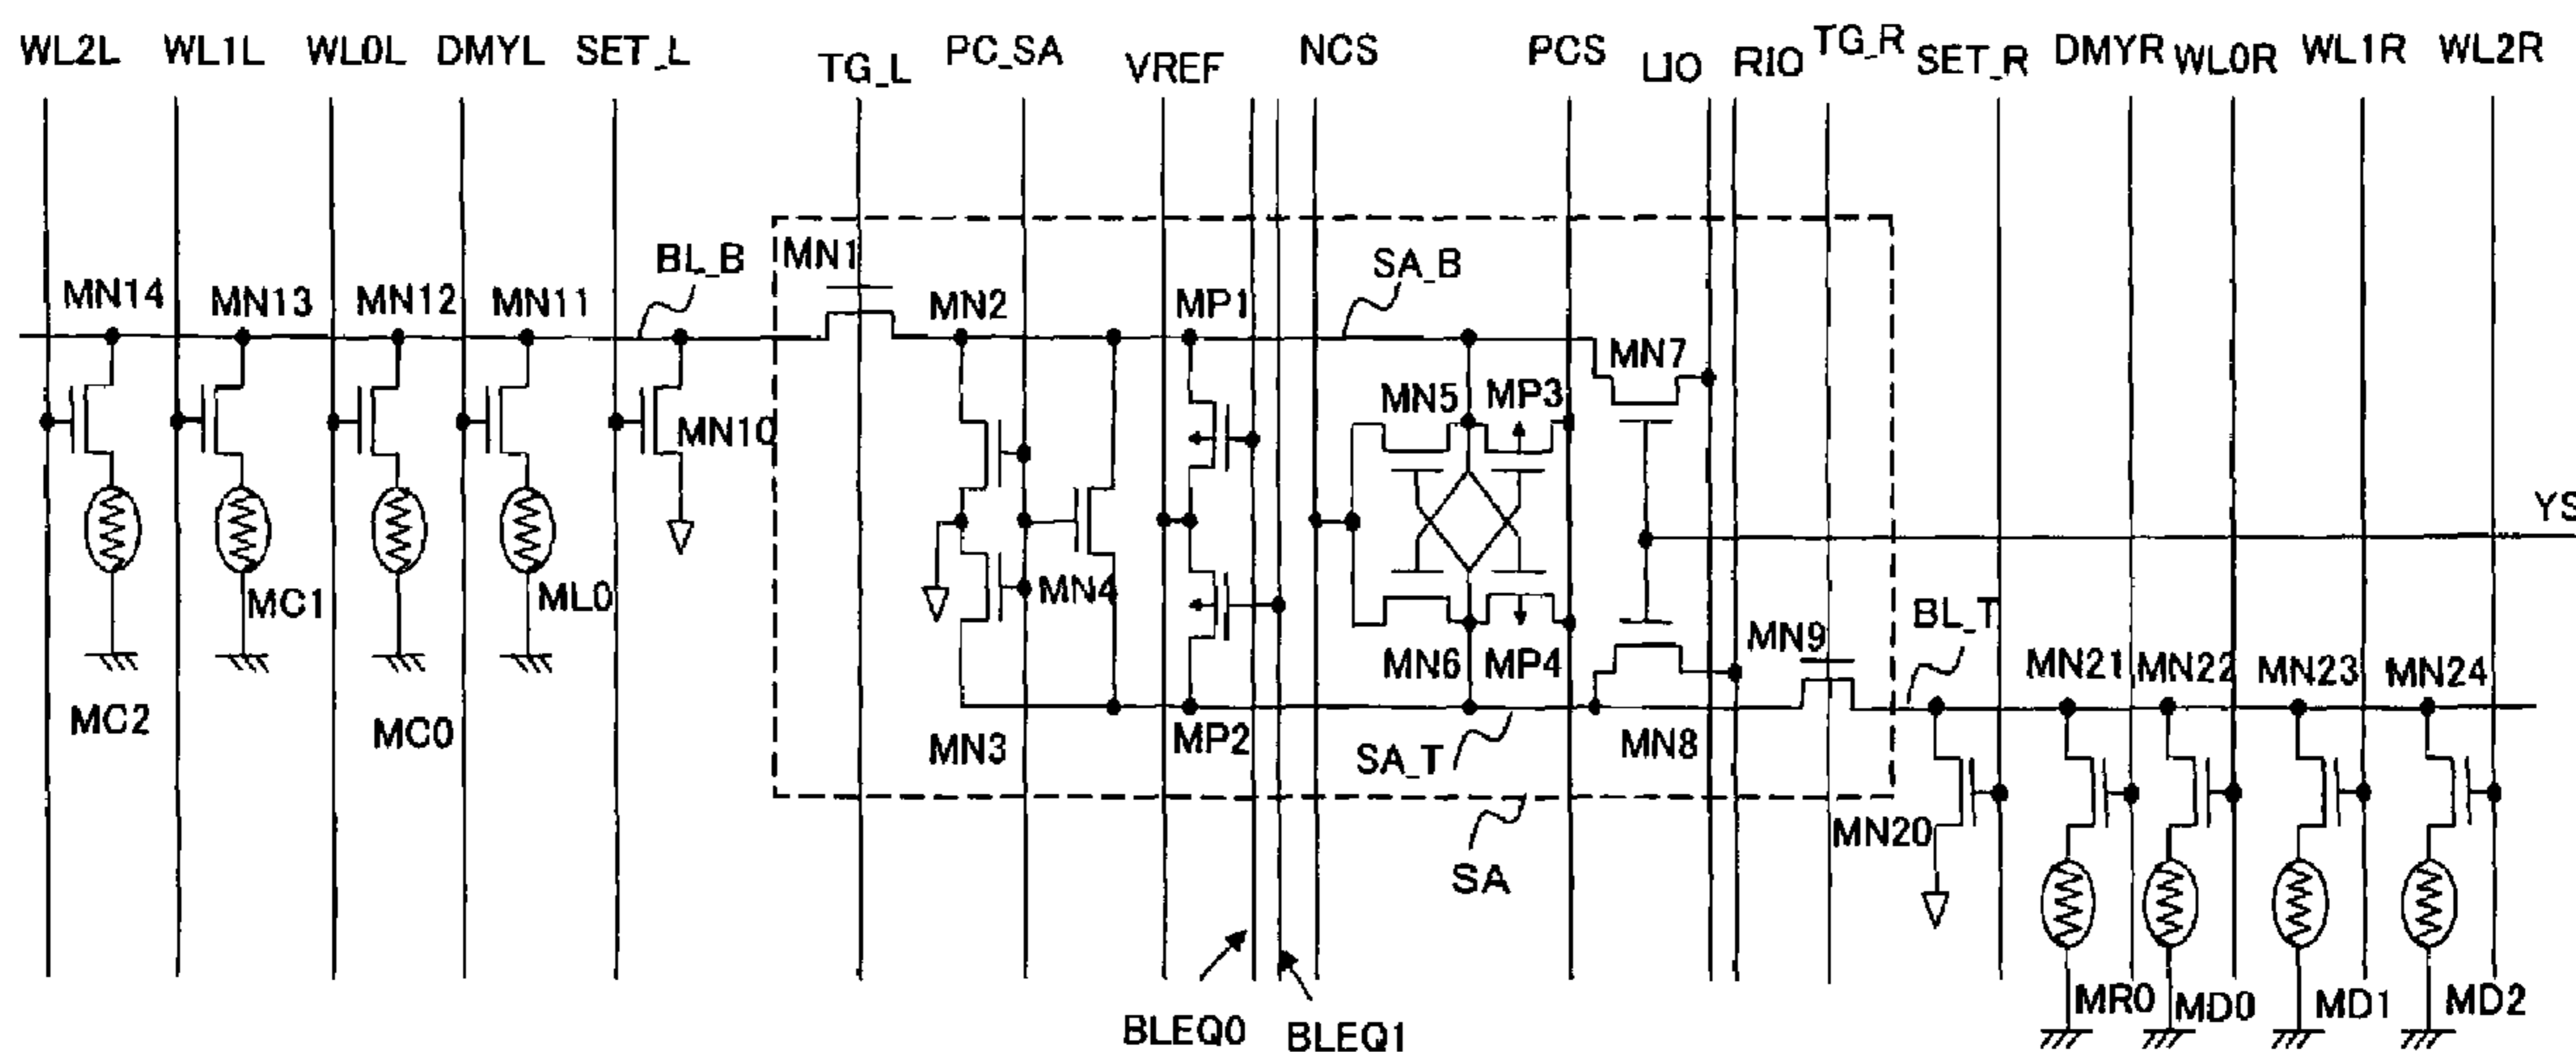 WL2L WL1L WL0L DMYL SET_L TG_L PC_SA VREF NCS PCS LIO RIO TG_R SET_R DMYR WL0R WL1R WL2R
MN14 MN13 MN12 MN11 BL_B MN1 MN2 MP1 SA_B
MN7
MN5 MP3
MN10
YS
MC1 ML0 MN4
MN6 MP4 MN9 BL_T
MN21 MN22 MN23 MN24
MC2 MC0 MN3 MP2 SA_T MN8
MN20
SA
MR0 MD0 MD1 MD2
BLEQ0 BLEQ1